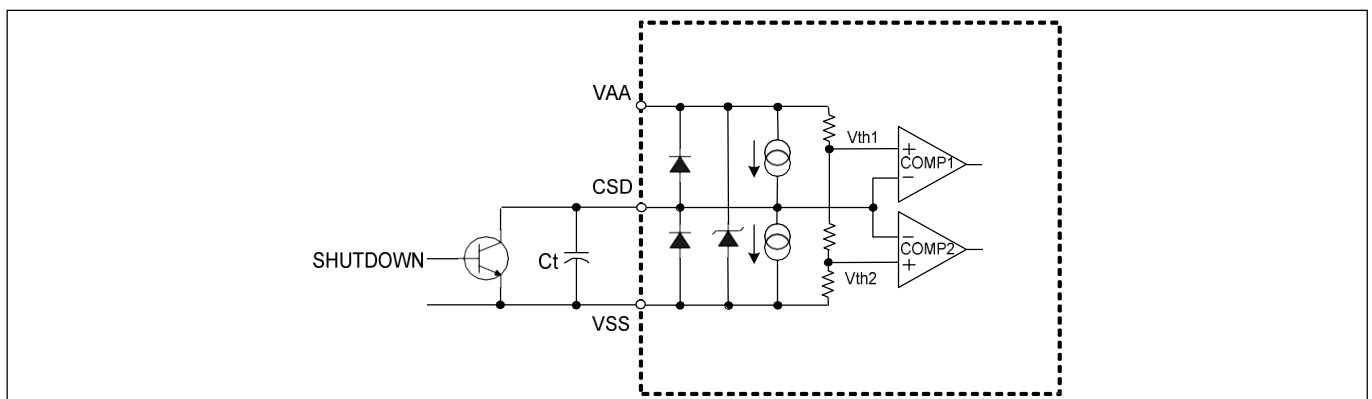 VAA
Vth1
+
COMP1
−
CSD
−
COMP2
+
SHUTDOWN
Ct
Vth2
VSS